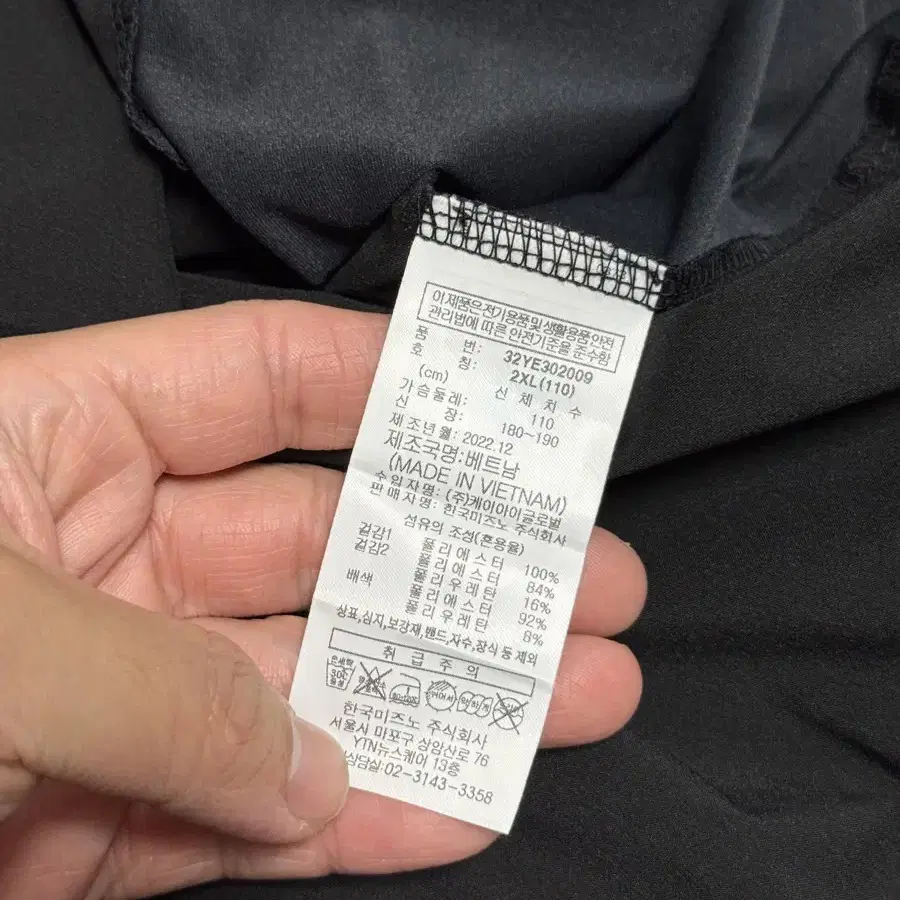 이 제품은 전기용품 및 생활용품 안전
관리법에 따른 안전기준을 준수함
품 번: 32YE302009
호 칭: 2XL(110)
(cm) 신 체 치 수
가슴둘레: 110
신 장: 180~190
제조년월: 2022.12
제조국명:베트남
(MADE IN VIETNAM)
수입자명: (주)케이아이글로벌
판매자명: 한국미즈노 주식회사
섬유의 조성(혼용율)
겉감1 폴리에스터 100%
겉감2 폴리에스터 84%
폴리우레탄 16%
배색 폴리에스터 92%
폴리우레탄 8%
상표,심지,보강재,밴드,자수,장식 등 제외
취 급 주 의
한국미즈노 주식회사
서울시 마포구 상암산로 76
YTN뉴스퀘어 13층
상담실:02-3143-3358